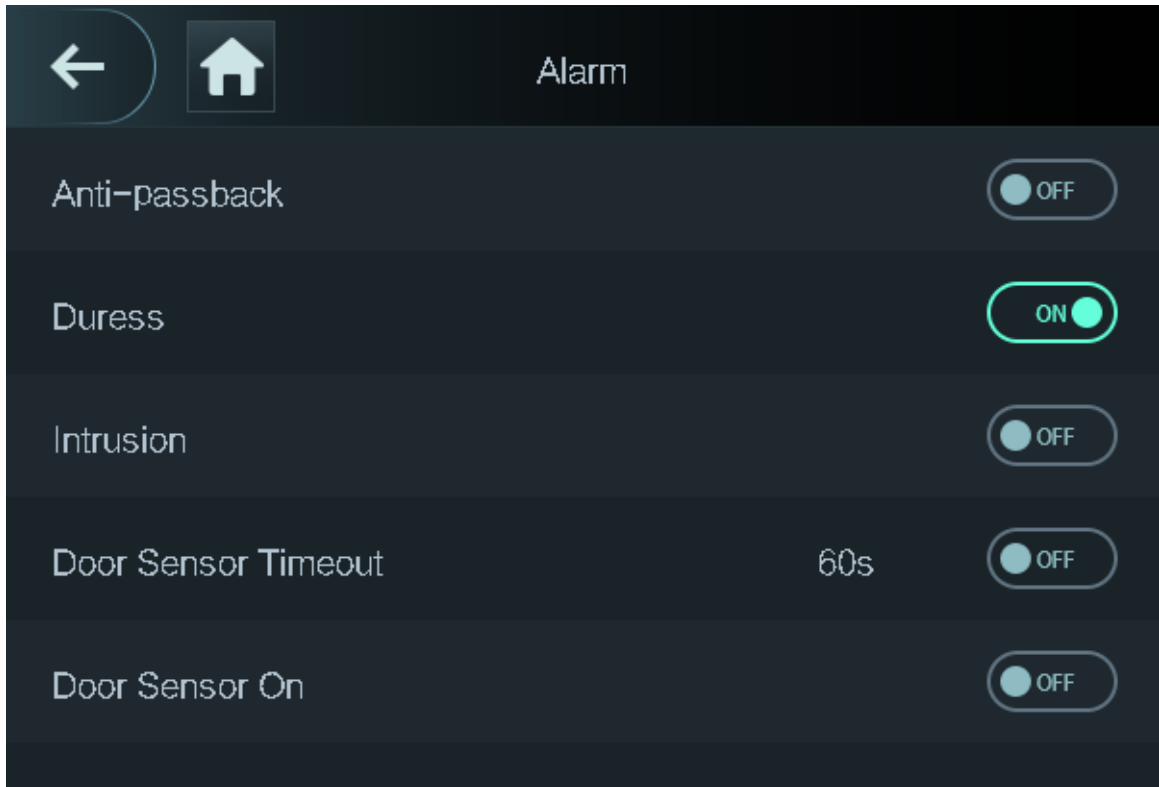 Alarm
Anti-passback OFF
Duress ON
Intrusion OFF
Door Sensor Timeout 60s OFF
Door Sensor On OFF